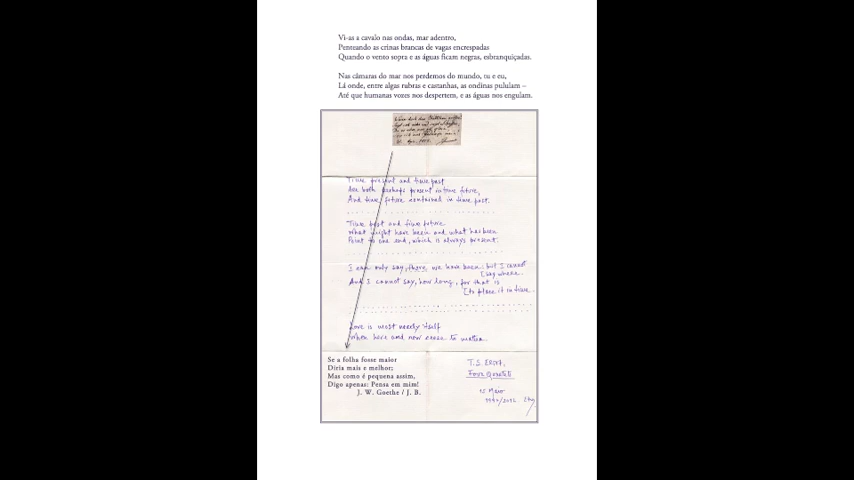 Vi-as a cavalo nas ondas, mar adentro,
Penteando as crinas brancas de vagas encrespadas
Quando o vento sopra e as águas ficam negras, esbranquiçadas.
Nas câmaras do mar nos perdemos do mundo, tu e eu,
Lá onde, entre algas rubras e castanhas, as ondinas pululam –
Até que humanas vozes nos despertem, e as águas nos engulam.
Time present and time past
Are both perhaps present in time future,
And time future contained in time past.
Time past and time future
What might have been and what has been
Point to one end, which is always present.
I can only say, there, we have been: but I cannot
[say where.
And I cannot say, how long, for that is
[to place it in time.
Love is most nearly itself
When here and now cease to matter.
Se a folha fosse maior
Diria mais e melhor;
Mas como é pequena assim,
Digo apenas: Pensa em mim!
J. W. Goethe / J. B.
T. S. ELIOT,
Four Quartets